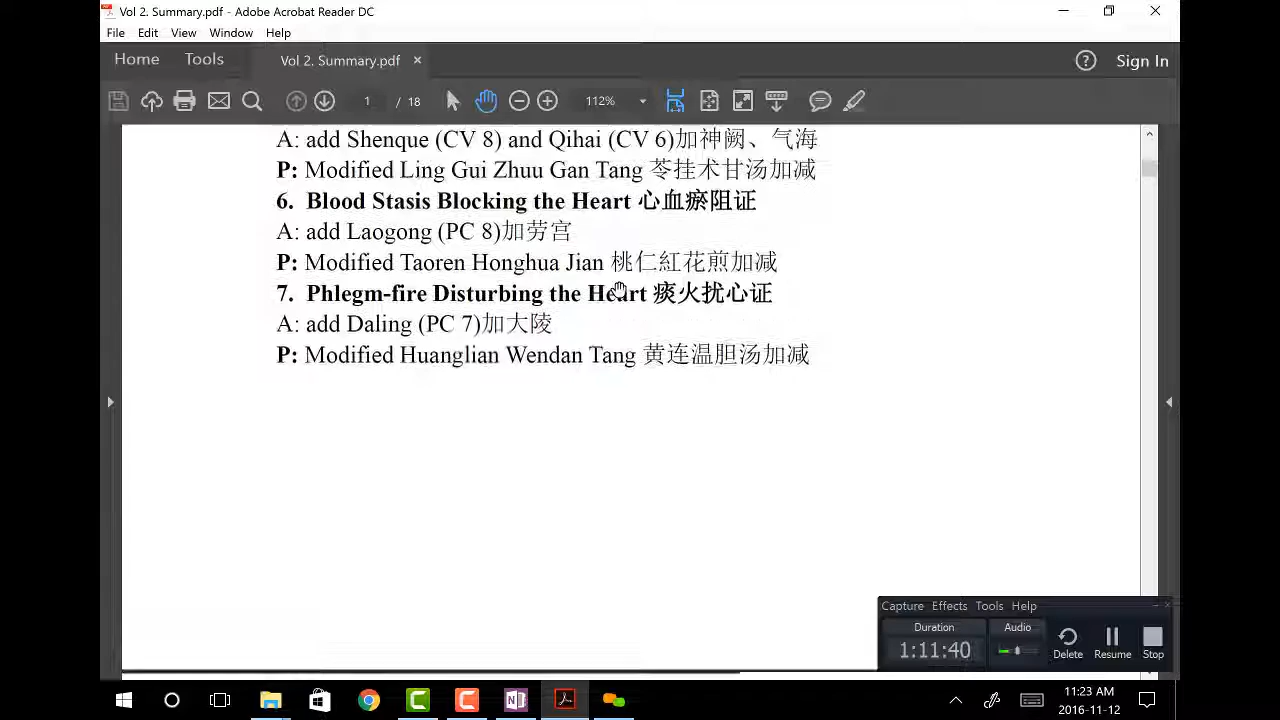 Vol 2. Summary.pdf - Adobe Acrobat Reader DC
File Edit View Window Help
Home Tools Vol 2. Summary.pdf × Sign In
1 / 18 112%
A: add Shenque (CV 8) and Qihai (CV 6)加神阙、气海
P: Modified Ling Gui Zhuu Gan Tang 苓挂术甘汤加减
6. Blood Stasis Blocking the Heart 心血瘀阻证
A: add Laogong (PC 8)加劳宫
P: Modified Taoren Honghua Jian 桃仁紅花煎加减
7. Phlegm-fire Disturbing the Heart 痰火扰心证
A: add Daling (PC 7)加大陵
P: Modified Huanglian Wendan Tang 黄连温胆汤加减
Capture Effects Tools Help
Duration Audio
1:11:40 Delete Resume Stop
11:23 AM
2016-11-12